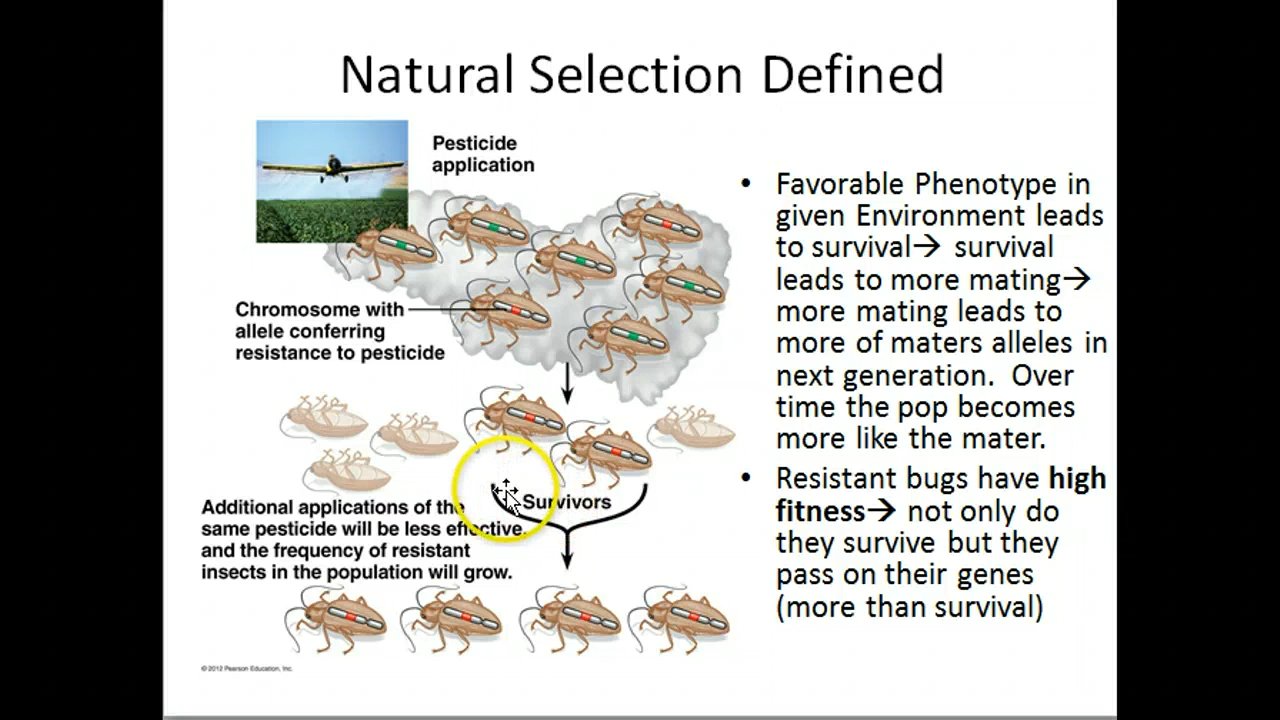 Natural Selection Defined
Pesticide
application
Chromosome with
allele conferring
resistance to pesticide
Survivors
Additional applications of the
same pesticide will be less effective,
and the frequency of resistant
insects in the population will grow.
© 2012 Pearson Education, Inc.
• Favorable Phenotype in
given Environment leads
to survival→ survival
leads to more mating→
more mating leads to
more of maters alleles in
next generation. Over
time the pop becomes
more like the mater.
• Resistant bugs have high
fitness→ not only do
they survive but they
pass on their genes
(more than survival)